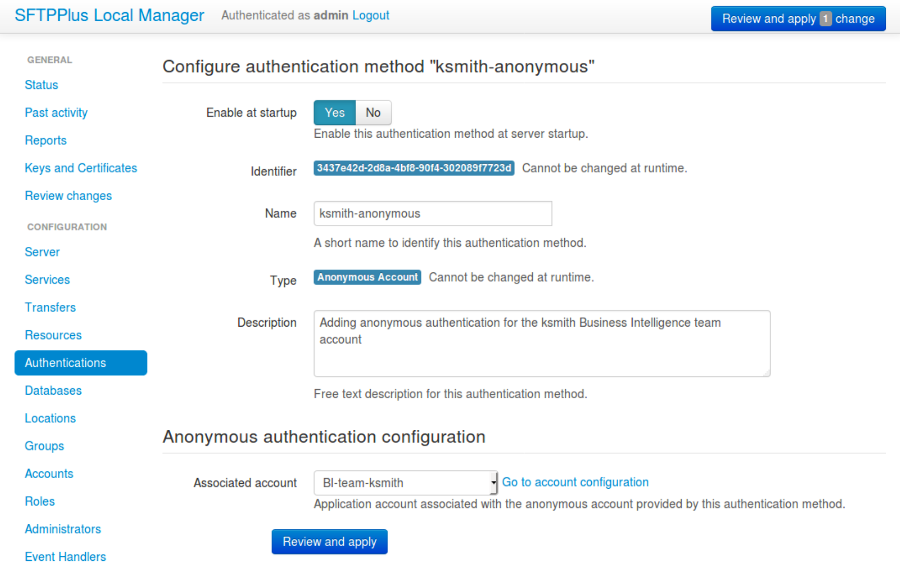 SFTPPlus Local Manager Authenticated as admin Logout Review and apply 1 change
GENERAL
Status
Past activity
Reports
Keys and Certificates
Review changes
CONFIGURATION
Server
Services
Transfers
Resources
Authentications
Databases
Locations
Groups
Accounts
Roles
Administrators
Event Handlers
Configure authentication method "ksmith-anonymous"
Enable at startup Yes No
Enable this authentication method at server startup.
Identifier 3437e42d-2d8a-4bf8-90f4-302089f7723d Cannot be changed at runtime.
Name ksmith-anonymous
A short name to identify this authentication method.
Type Anonymous Account Cannot be changed at runtime.
Description Adding anonymous authentication for the ksmith Business Intelligence team
account
Free text description for this authentication method.
Anonymous authentication configuration
Associated account BI-team-ksmith Go to account configuration
Application account associated with the anonymous account provided by this authentication method.
Review and apply